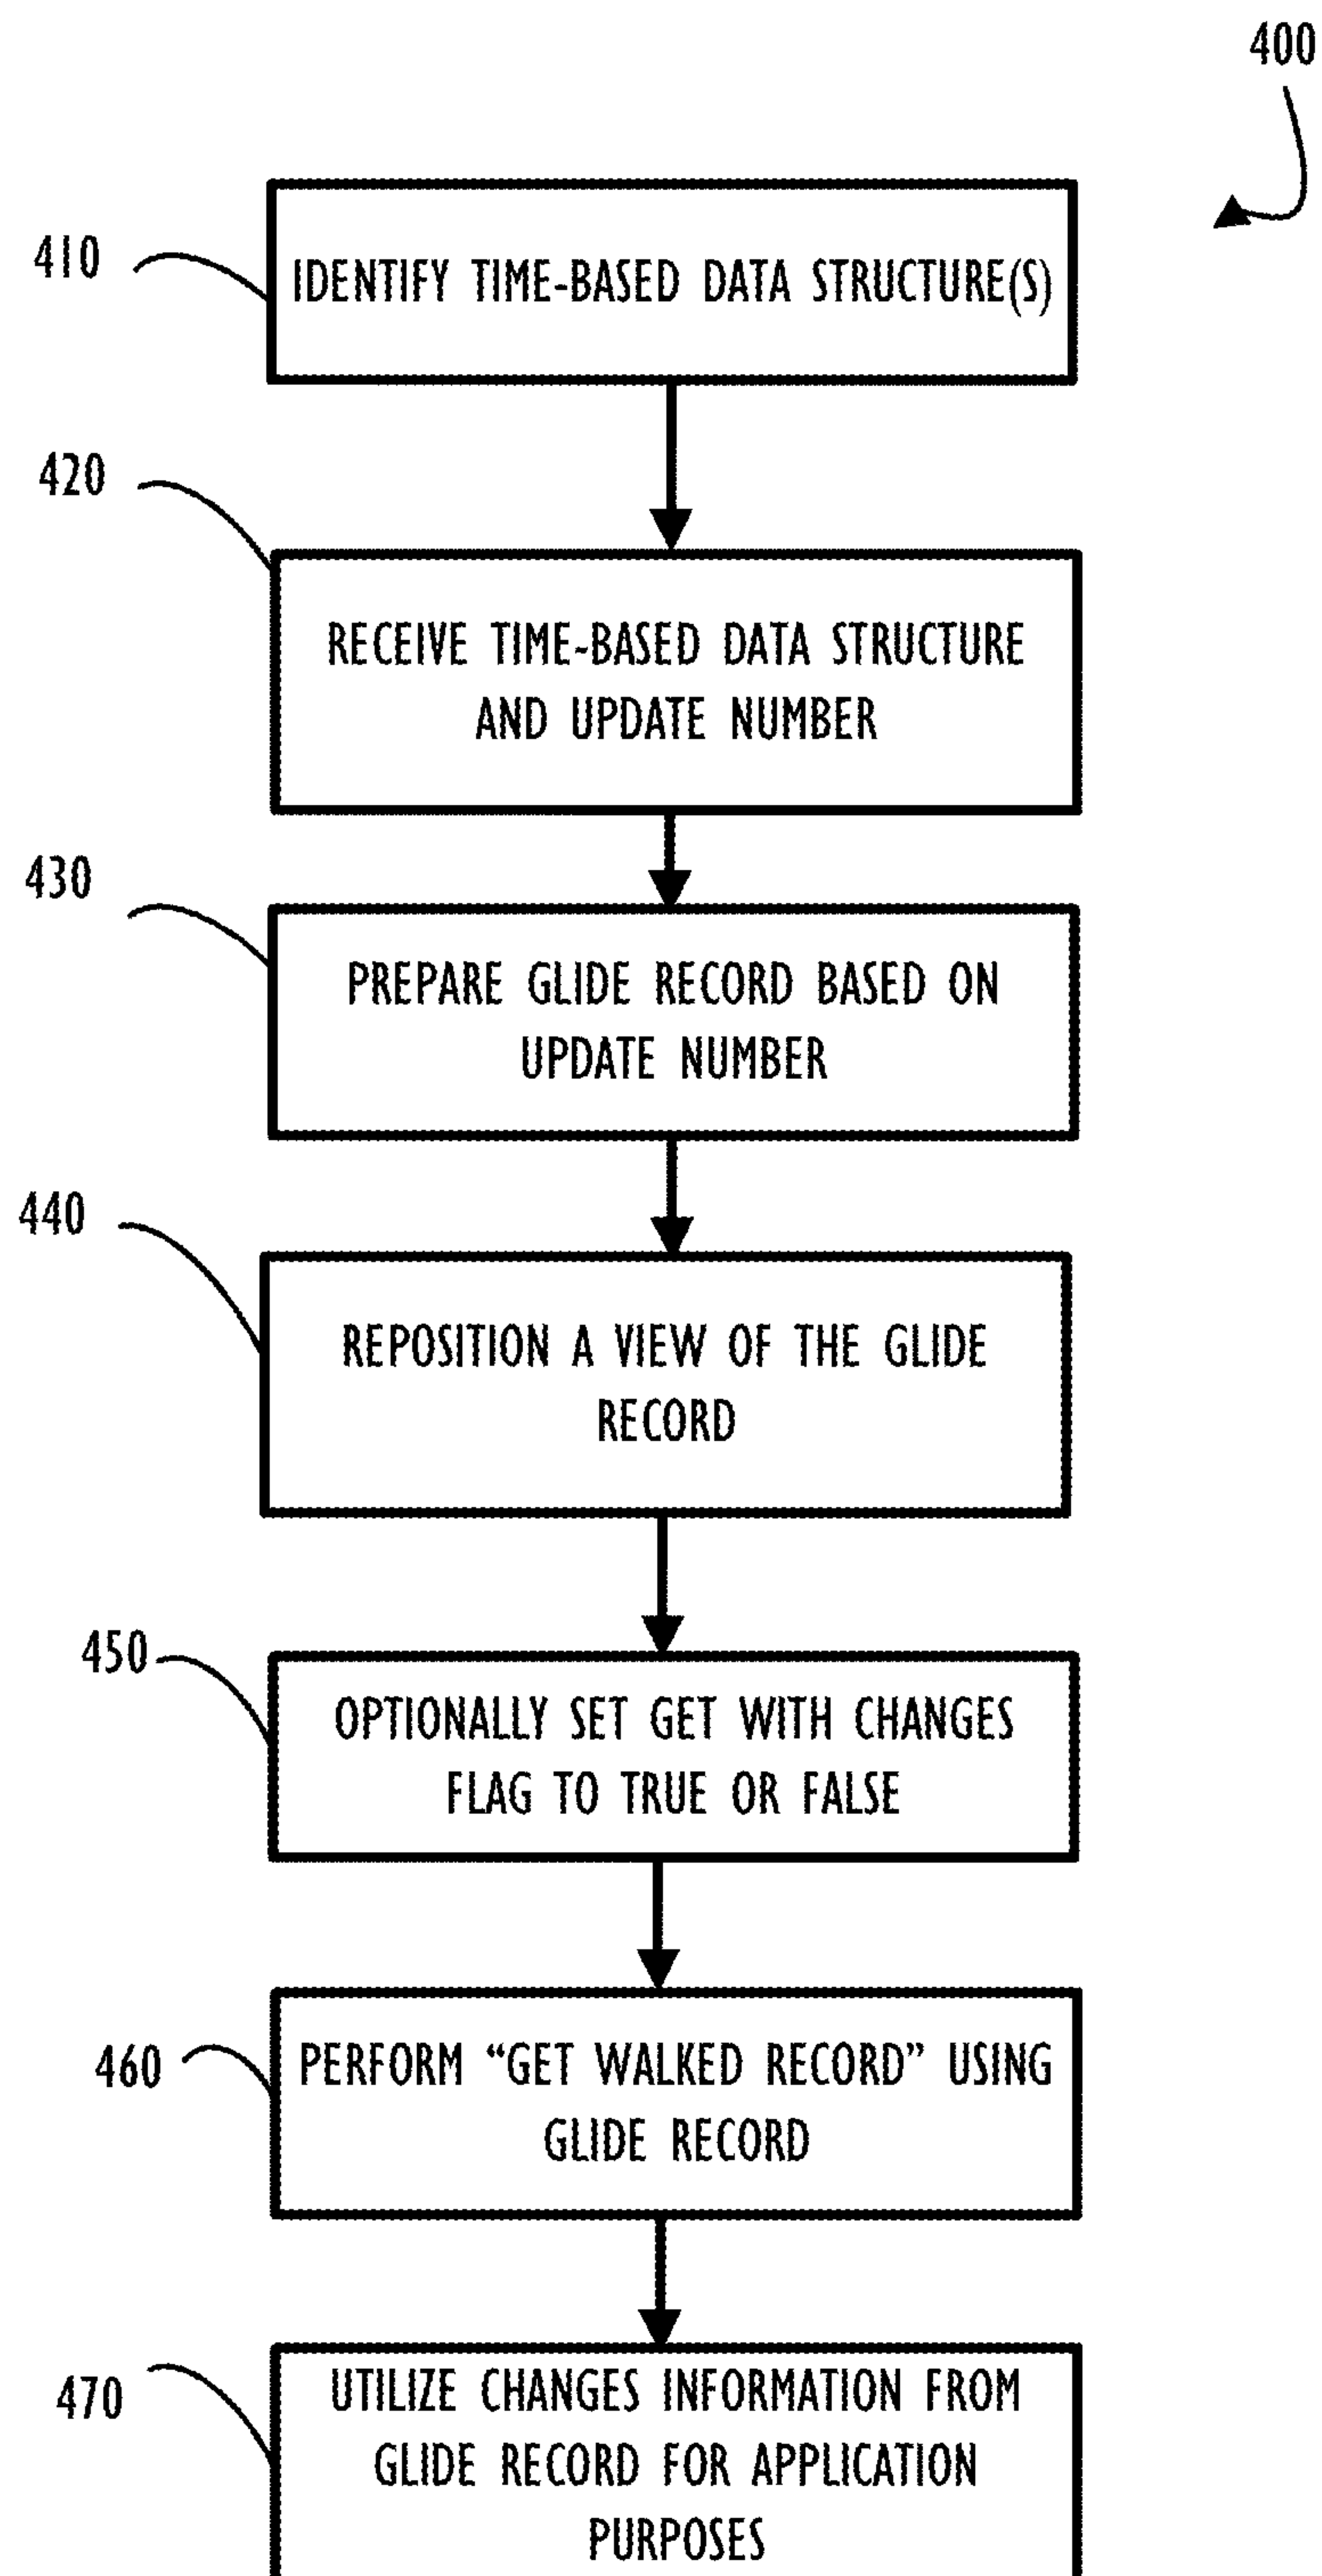 400
410
IDENTIFY TIME-BASED DATA STRUCTURE(S)
420
RECEIVE TIME-BASED DATA STRUCTURE
AND UPDATE NUMBER
430
PREPARE GLIDE RECORD BASED ON
UPDATE NUMBER
440
REPOSITION A VIEW OF THE GLIDE
RECORD
450
OPTIONALLY SET GET WITH CHANGES
FLAG TO TRUE OR FALSE
460
PERFORM “GET WALKED RECORD” USING
GLIDE RECORD
470
UTILIZE CHANGES INFORMATION FROM
GLIDE RECORD FOR APPLICATION
PURPOSES